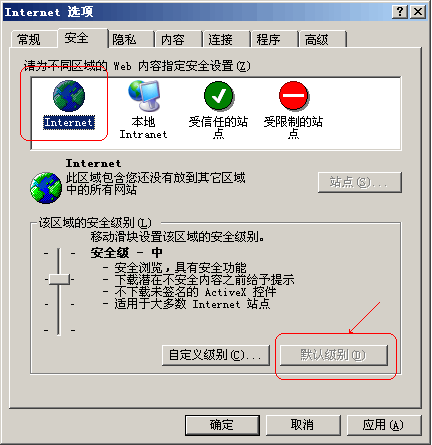 Internet 选项
常规 安全 隐私 内容 连接 程序 高级
请为不同区域的 Web 内容指定安全设置(Z)
Internet
本地
Intranet
受信任的站
点
受限制的站
点
Internet
此区域包含您还没有放到其它区域
中的所有网站
站点(S)...
该区域的安全级别(L)
移动滑块设置该区域的安全级别。
安全级 - 中
- 安全浏览,具有安全功能
- 下载潜在不安全内容之前给予提示
- 不下载未签名的 ActiveX 控件
- 适用于大多数 Internet 站点
自定义级别(C)... 默认级别(D)
确定 取消 应用(A)